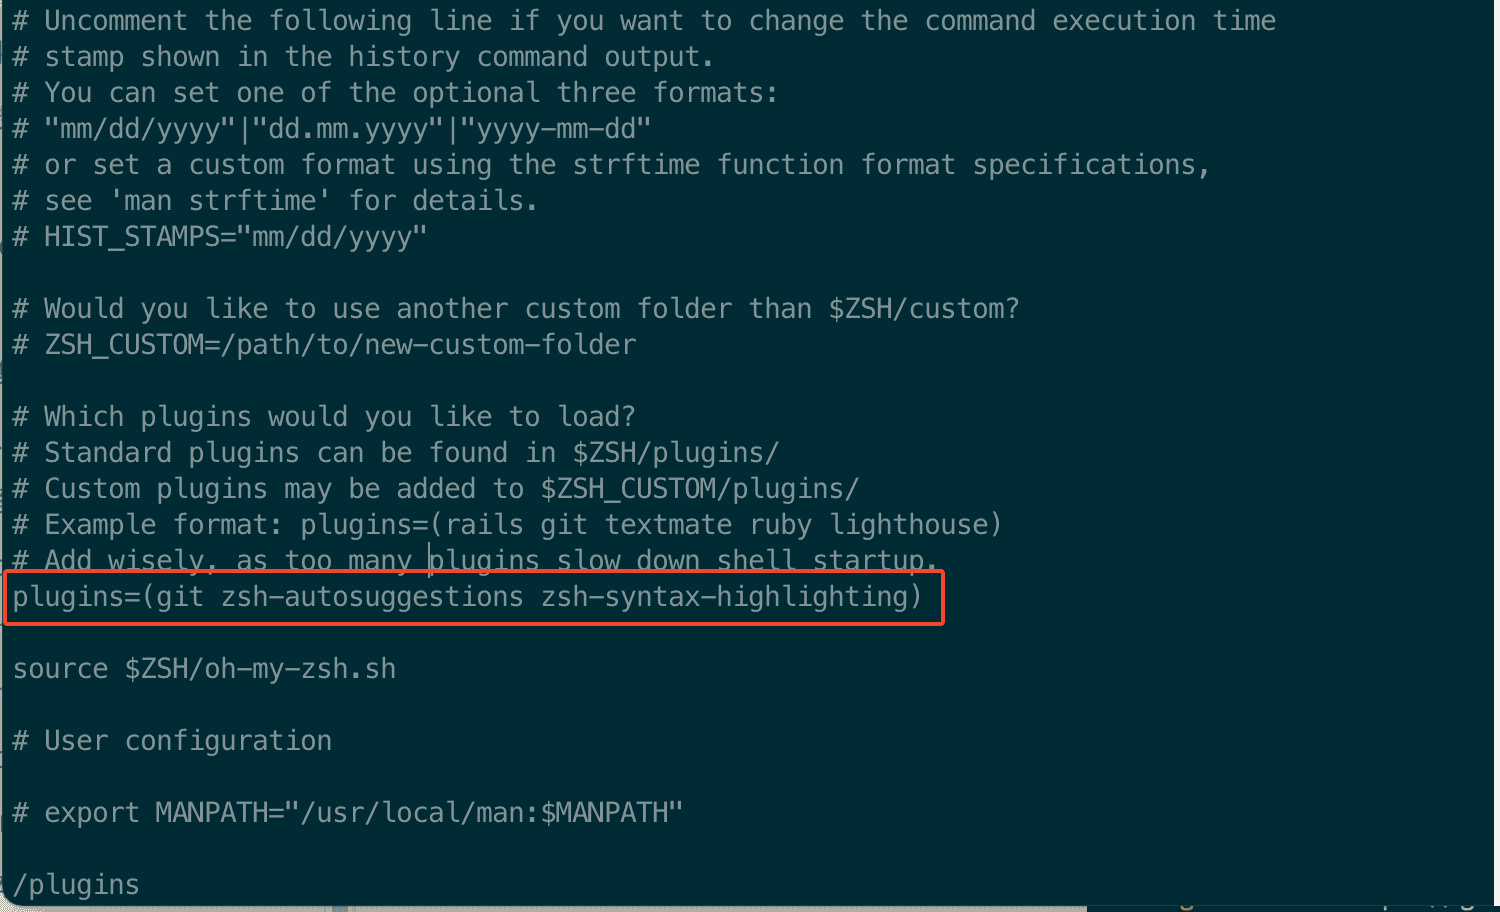 # Uncomment the following line if you want to change the command execution time
# stamp shown in the history command output.
# You can set one of the optional three formats:
# "mm/dd/yyyy"|"dd.mm.yyyy"|"yyyy-mm-dd"
# or set a custom format using the strftime function format specifications,
# see 'man strftime' for details.
# HIST_STAMPS="mm/dd/yyyy"
# Would you like to use another custom folder than $ZSH/custom?
# ZSH_CUSTOM=/path/to/new-custom-folder
# Which plugins would you like to load?
# Standard plugins can be found in $ZSH/plugins/
# Custom plugins may be added to $ZSH_CUSTOM/plugins/
# Example format: plugins=(rails git textmate ruby lighthouse)
# Add wisely, as too many plugins slow down shell startup.
plugins=(git zsh-autosuggestions zsh-syntax-highlighting)
source $ZSH/oh-my-zsh.sh
# User configuration
# export MANPATH="/usr/local/man:$MANPATH"
/plugins